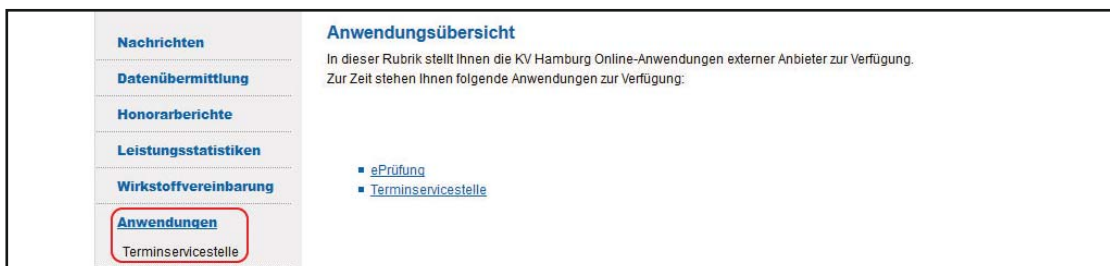 Nachrichten
Datenübermittlung
Honorarberichte
Leistungsstatistiken
Wirkstoffvereinbarung
Anwendungen
Terminservicestelle
Anwendungsübersicht
In dieser Rubrik stellt Ihnen die KV Hamburg Online-Anwendungen externer Anbieter zur Verfügung.
Zur Zeit stehen Ihnen folgende Anwendungen zur Verfügung:
ePrüfung
Terminservicestelle